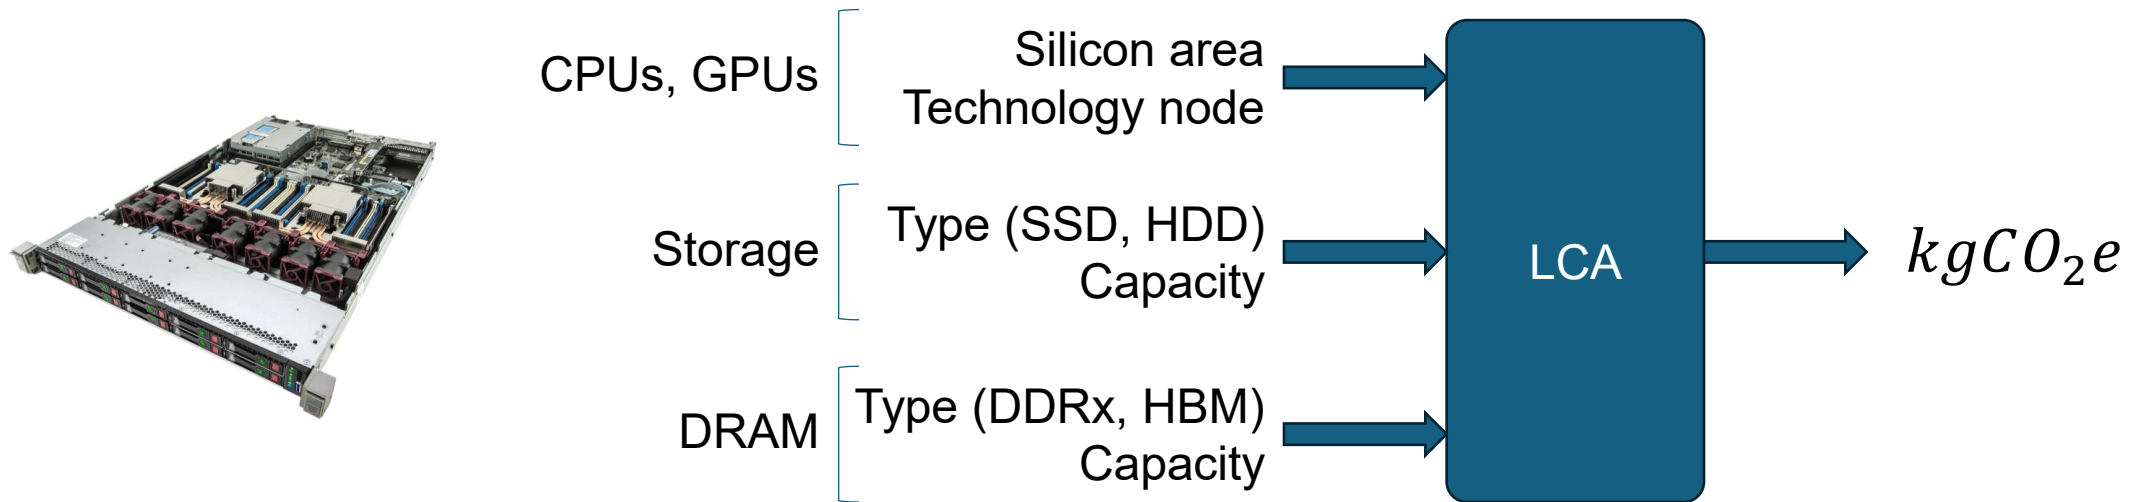 CPUs, GPUs
Silicon area
Technology node
Storage
Type (SSD, HDD)
Capacity
DRAM
Type (DDRx, HBM)
Capacity
LCA
kgCO₂e